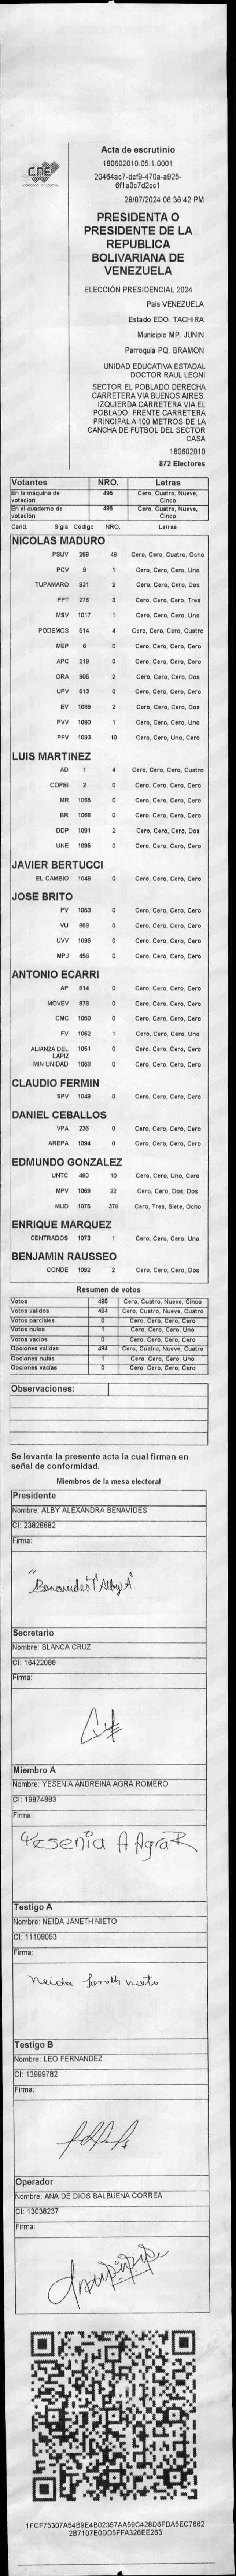 CNE
Acta de escrutinio
180602010.05.1.0001
20464ac7-dcf9-470a-a925-
6f1a0c7d2cc1
28/07/2024 06:36:42 PM
PRESIDENTA O
PRESIDENTE DE LA
REPUBLICA
BOLIVARIANA DE
VENEZUELA
ELECCIÓN PRESIDENCIAL 2024
Pais VENEZUELA
Estado EDO. TACHIRA
Municipio MP. JUNIN
Parroquia PQ. BRAMON
UNIDAD EDUCATIVA ESTADAL
DOCTOR RAUL LEONI
SECTOR EL POBLADO DERECHA
CARRETERA VIA BUENOS AIRES.
IZQUIERDA CARRETERA VIA EL
POBLADO. FRENTE CARRETERA
PRINCIPAL A 100 METROS DE LA
CANCHA DE FUTBOL DEL SECTOR
CASA
180602010
872 Electores
Votantes NRO. Letras
En la máquina de votación 495 Cero, Cuatro, Nueve, Cinco
En el cuaderno de votación 495 Cero, Cuatro, Nueve, Cinco
Cand. Sigla Código NRO. Letras
NICOLAS MADURO
PSUV 269 48 Cero, Cero, Cuatro, Ocho
PCV 9 1 Cero, Cero, Cero, Uno
TUPAMARO 931 2 Cero, Cero, Cero, Dos
PPT 276 3 Cero, Cero, Cero, Tres
MSV 1017 1 Cero, Cero, Cero, Uno
PODEMOS 514 4 Cero, Cero, Cero, Cuatro
MEP 6 0 Cero, Cero, Cero, Cero
APC 219 0 Cero, Cero, Cero, Cero
ORA 906 2 Cero, Cero, Cero, Dos
UPV 613 0 Cero, Cero, Cero, Cero
EV 1089 2 Cero, Cero, Cero, Dos
PVV 1090 1 Cero, Cero, Cero, Uno
PFV 1093 10 Cero, Cero, Uno, Cero
LUIS MARTINEZ
AD 1 4 Cero, Cero, Cero, Cuatro
COPEI 2 0 Cero, Cero, Cero, Cero
MR 1065 0 Cero, Cero, Cero, Cero
BR 1066 0 Cero, Cero, Cero, Cero
DDP 1091 2 Cero, Cero, Cero, Dos
UNE 1095 0 Cero, Cero, Cero, Cero
JAVIER BERTUCCI
EL CAMBIO 1048 0 Cero, Cero, Cero, Cero
JOSE BRITO
PV 1053 0 Cero, Cero, Cero, Cero
VU 868 0 Cero, Cero, Cero, Cero
UVV 1096 0 Cero, Cero, Cero, Cero
MPJ 458 0 Cero, Cero, Cero, Cero
ANTONIO ECARRI
AP 814 0 Cero, Cero, Cero, Cero
MOVEV 878 0 Cero, Cero, Cero, Cero
CMC 1050 0 Cero, Cero, Cero, Cero
FV 1062 1 Cero, Cero, Cero, Uno
ALIANZA DEL LAPIZ 1051 0 Cero, Cero, Cero, Cero
MIN UNIDAD 1068 0 Cero, Cero, Cero, Cero
CLAUDIO FERMIN
SPV 1049 0 Cero, Cero, Cero, Cero
DANIEL CEBALLOS
VPA 236 0 Cero, Cero, Cero, Cero
AREPA 1094 0 Cero, Cero, Cero, Cero
EDMUNDO GONZALEZ
UNTC 460 10 Cero, Cero, Uno, Cero
MPV 1069 22 Cero, Cero, Dos, Dos
MUD 1075 378 Cero, Tres, Siete, Ocho
ENRIQUE MARQUEZ
CENTRADOS 1073 1 Cero, Cero, Cero, Uno
BENJAMIN RAUSSEO
CONDE 1092 2 Cero, Cero, Cero, Dos
Resumen de votos
Votos 495 Cero, Cuatro, Nueve, Cinco
Votos validos 494 Cero, Cuatro, Nueve, Cuatro
Votos parciales 0 Cero, Cero, Cero, Cero
Votos nulos 1 Cero, Cero, Cero, Uno
Votos vacios 0 Cero, Cero, Cero, Cero
Opciones validas 494 Cero, Cuatro, Nueve, Cuatro
Opciones nulas 1 Cero, Cero, Cero, Uno
Opciones vacias 0 Cero, Cero, Cero, Cero
Observaciones:
Se levanta la presente acta la cual firman en
señal de conformidad.
Miembros de la mesa electoral
Presidente
Nombre: ALBY ALEXANDRA BENAVIDES
CI: 23828682
Firma:
"Benavides" "Alby A"
Secretario
Nombre: BLANCA CRUZ
CI: 16422086
Firma:
Miembro A
Nombre: YESENIA ANDREINA AGRA ROMERO
CI: 19874883
Firma:
Yesenia A Agra R
Testigo A
Nombre: NEIDA JANETH NIETO
CI: 11109053
Firma:
Neida Janeth nieto
Testigo B
Nombre: LEO FERNANDEZ
CI: 13999782
Firma:
Operador
Nombre: ANA DE DIOS BALBUENA CORREA
CI: 13038237
Firma:
1FCF75307A54B9E4B02357AA59C428D6FDA5EC7662
2B7107E0DD5FFA326EE263